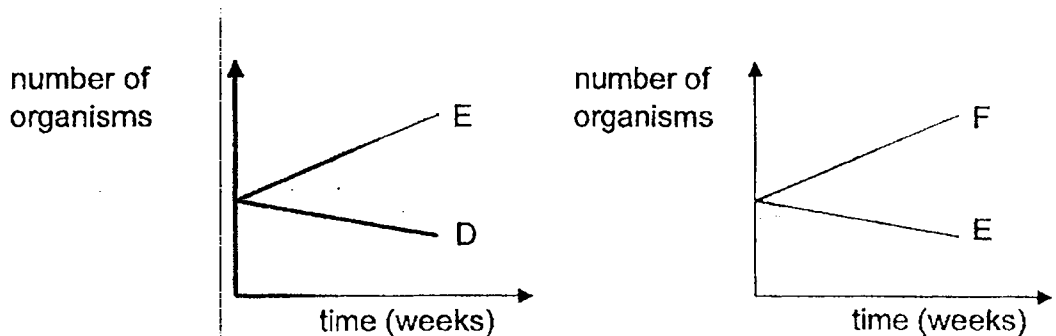 number of
organisms
E
D
time (weeks)
number of
organisms
F
E
time (weeks)